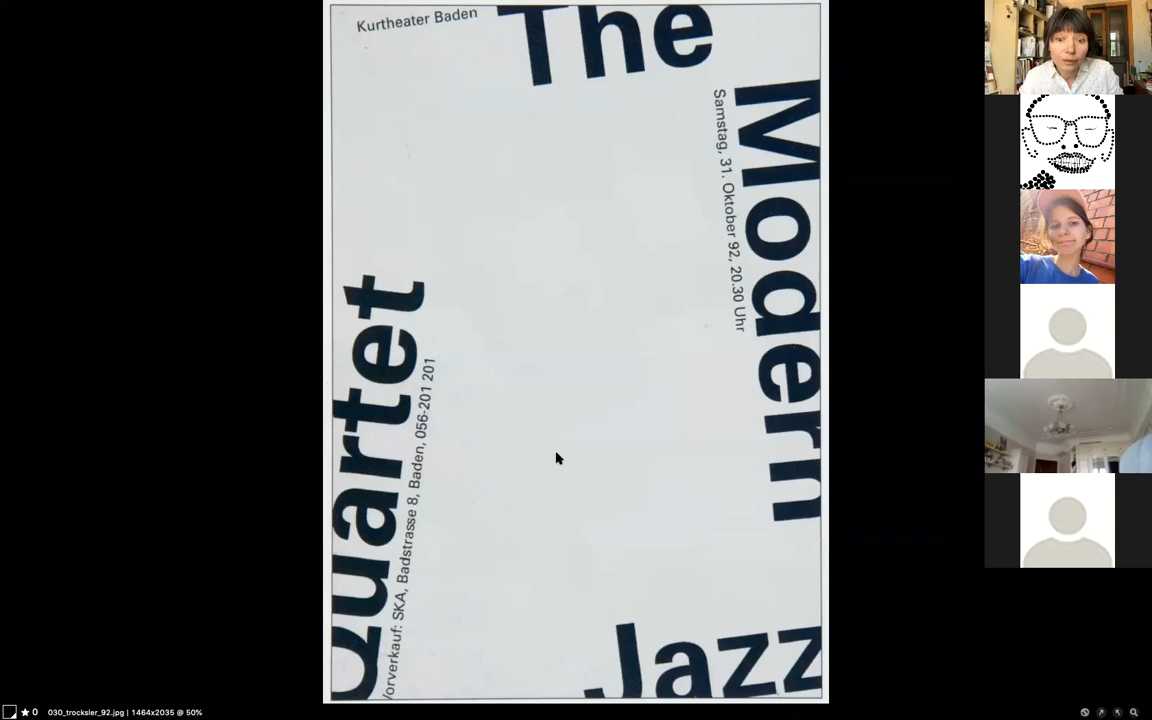 Kurtheater Baden
The
Modern
Samstag, 31. Oktober 92, 20.30 Uhr
Jazz
Quartet
Vorverkauf: SKA, Badstrasse 8, Baden, 056-201 201
0 030_trocksler_92.jpg | 1464x2035 @ 50%